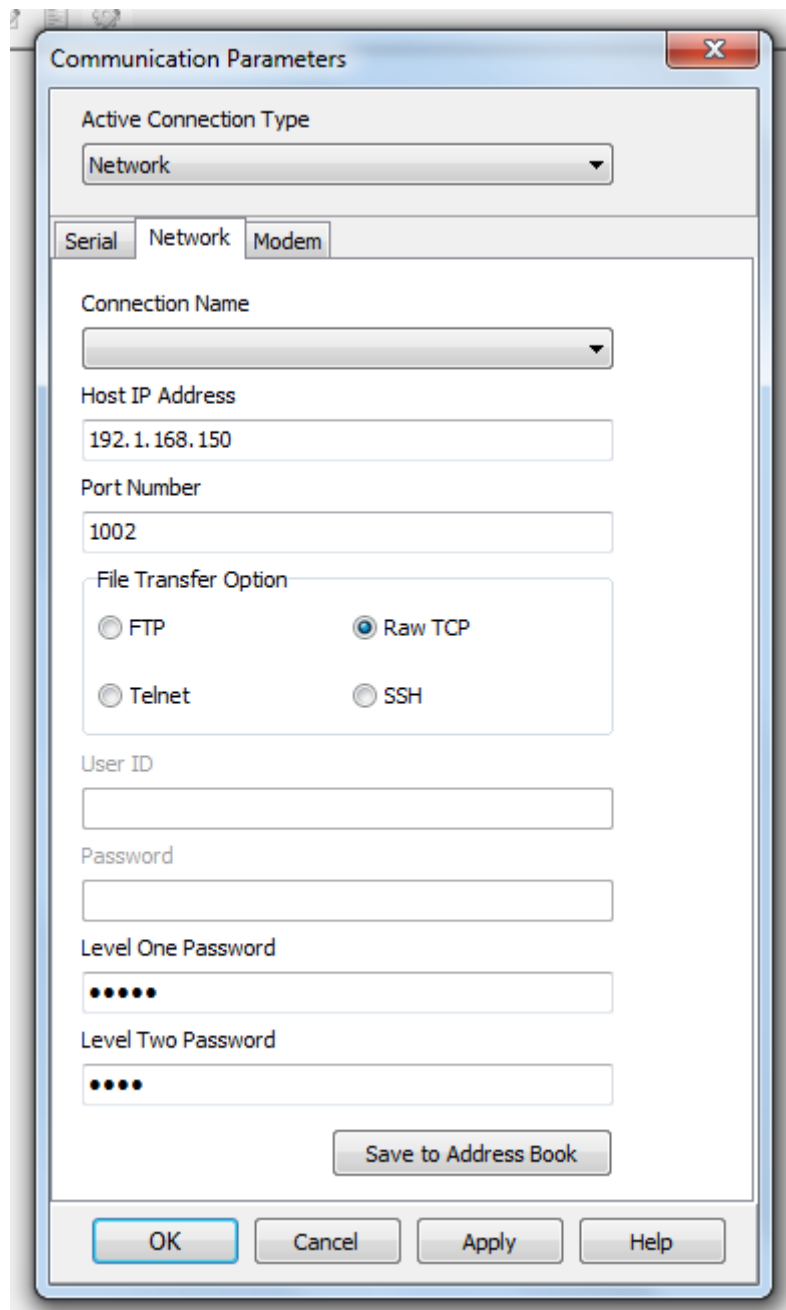 Communication Parameters
Active Connection Type
Network
Serial Network Modem
Connection Name
Host IP Address
192.1.168.150
Port Number
1002
File Transfer Option
FTP Raw TCP
Telnet SSH
User ID
Password
Level One Password
•••••
Level Two Password
••••
Save to Address Book
OK Cancel Apply Help